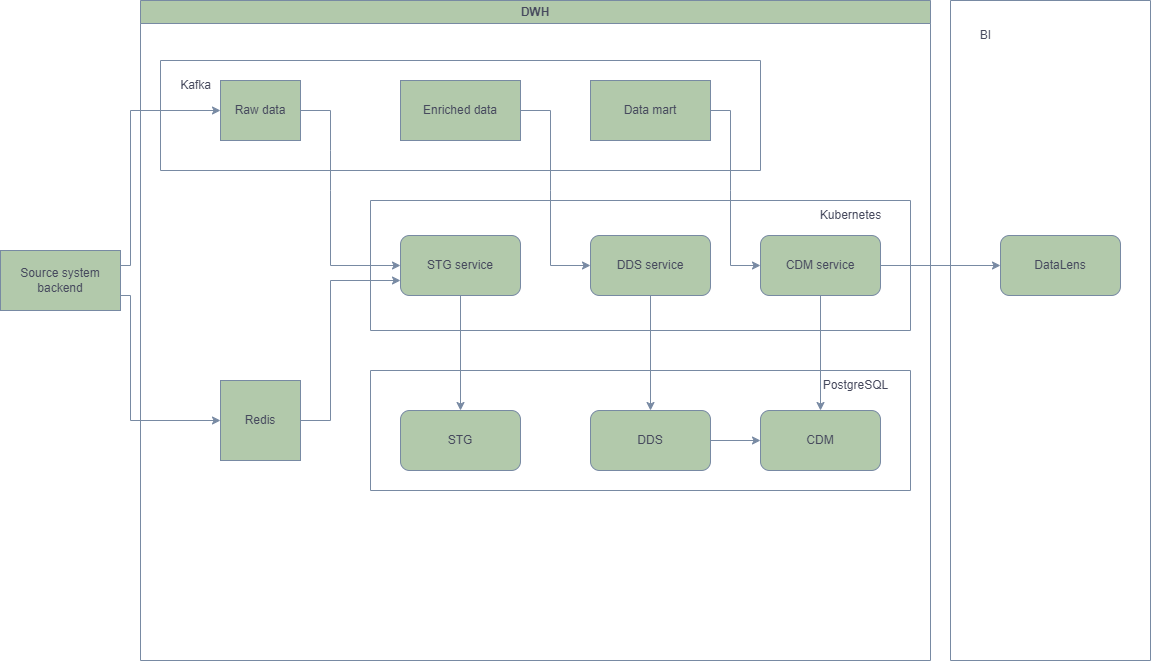 DWH
BI
Kafka
Raw data
Enriched data
Data mart
Kubernetes
Source system
backend
STG service
DDS service
CDM service
DataLens
PostgreSQL
Redis
STG
DDS
CDM